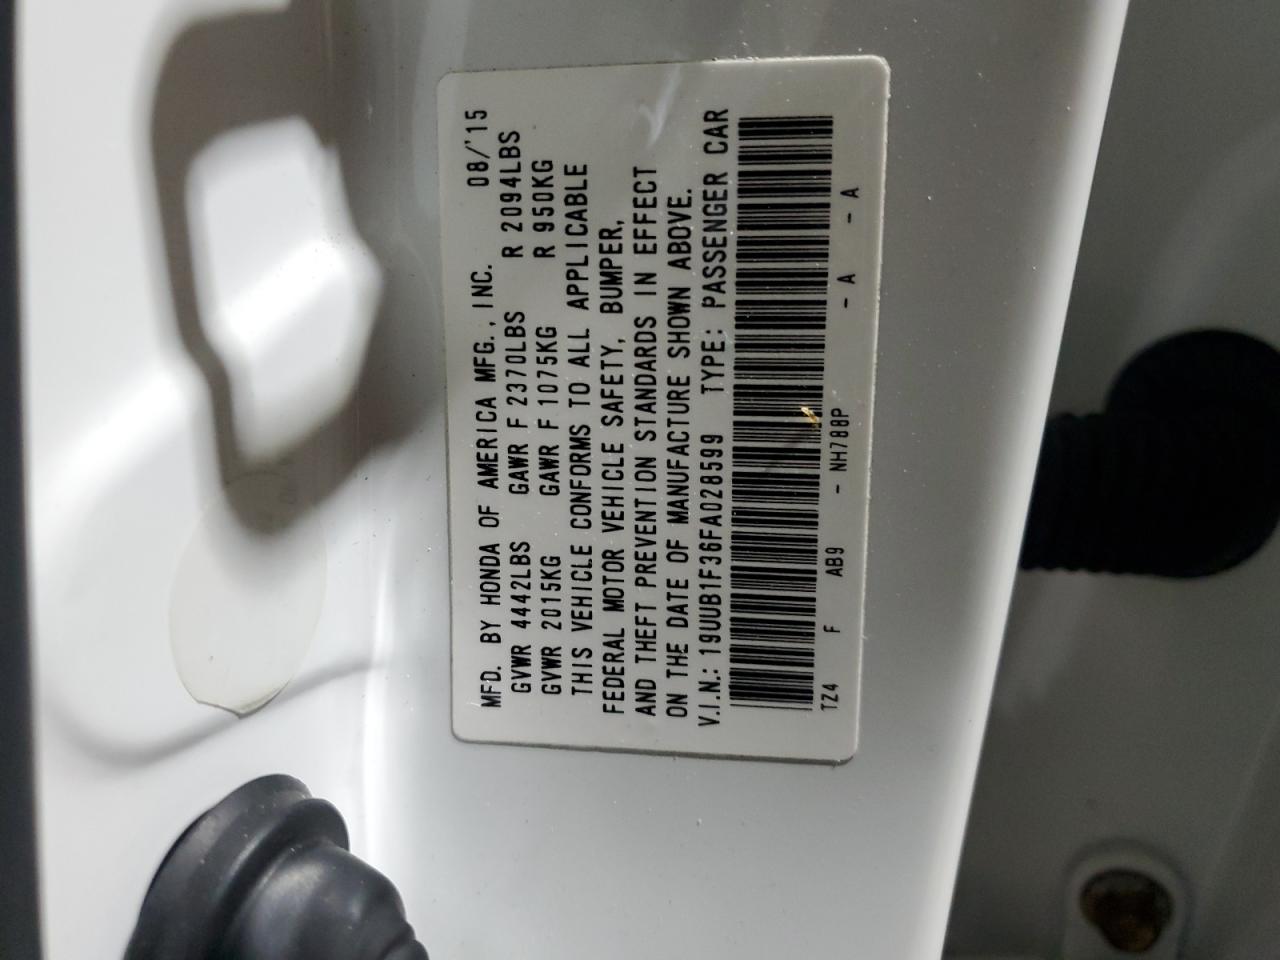 MFD. BY HONDA OF AMERICA MFG., INC. 08/'15
GVWR 4442LBS GAWR F 2370LBS R 2094LBS
GVWR 2015KG GAWR F 1075KG R 950KG
THIS VEHICLE CONFORMS TO ALL APPLICABLE
FEDERAL MOTOR VEHICLE SAFETY, BUMPER,
AND THEFT PREVENTION STANDARDS IN EFFECT
ON THE DATE OF MANUFACTURE SHOWN ABOVE.
V.I.N.: 19UUB1F36FA028599 TYPE: PASSENGER CAR
TZ4 F AB9 - NH788P - A - A